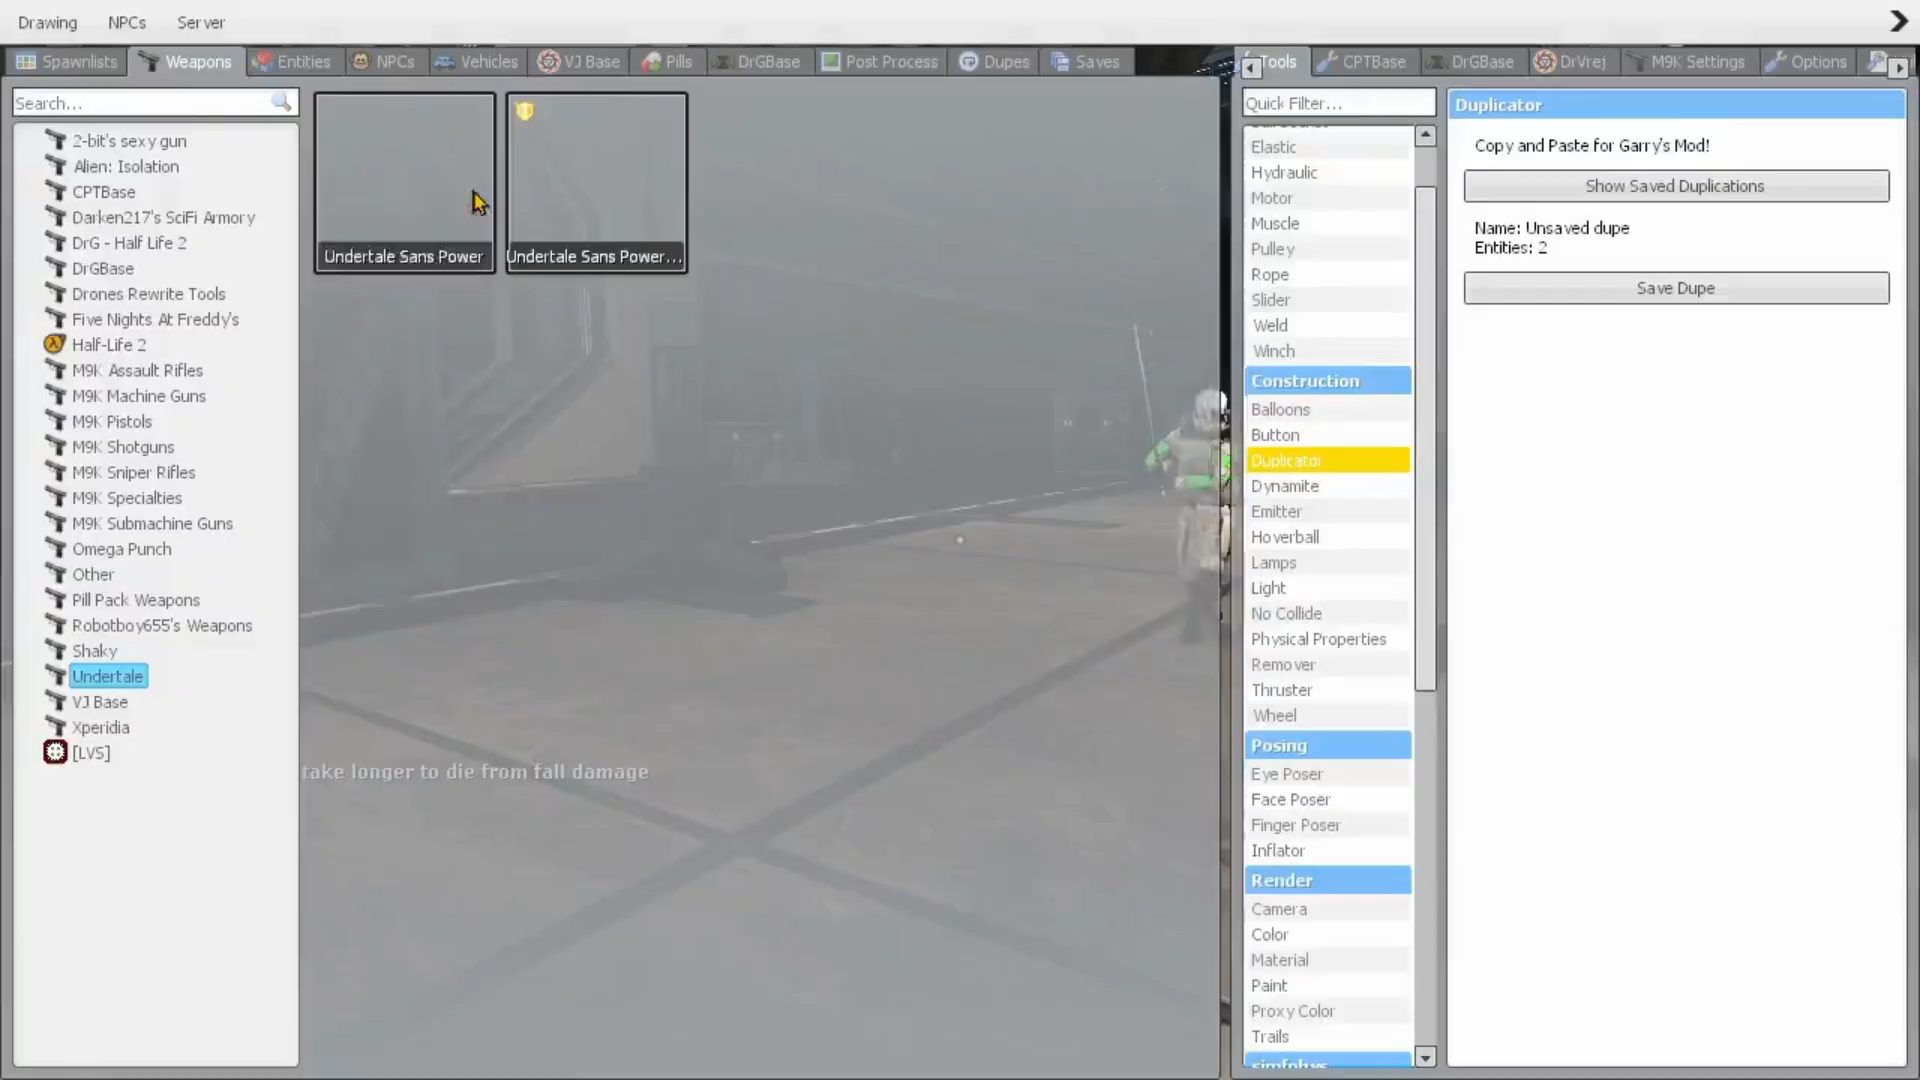 Drawing NPCs Server
Spawnlists Weapons Entities NPCs Vehicles VJ Base Pills DrGBase Post Process Dupes Saves
Tools CPTBase DrGBase DrVrej M9K Settings Options
Search...
2-bit's sexy gun
Alien: Isolation
CPTBase
Darken217's SciFi Armory
DrG - Half Life 2
DrGBase
Drones Rewrite Tools
Five Nights At Freddy's
Half-Life 2
M9K Assault Rifles
M9K Machine Guns
M9K Pistols
M9K Shotguns
M9K Sniper Rifles
M9K Specialties
M9K Submachine Guns
Omega Punch
Other
Pill Pack Weapons
Robotboy655's Weapons
Shaky
Undertale
VJ Base
Xperidia
[LVS]
Undertale Sans Power
Undertale Sans Power...
take longer to die from fall damage
Quick Filter...
Elastic
Hydraulic
Motor
Muscle
Pulley
Rope
Slider
Weld
Winch
Construction
Balloons
Button
Duplicator
Dynamite
Emitter
Hoverball
Lamps
Light
No Collide
Physical Properties
Remover
Thruster
Wheel
Posing
Eye Poser
Face Poser
Finger Poser
Inflator
Render
Camera
Color
Material
Paint
Proxy Color
Trails
Duplicator
Copy and Paste for Garry's Mod!
Show Saved Duplications
Name: Unsaved dupe
Entities: 2
Save Dupe